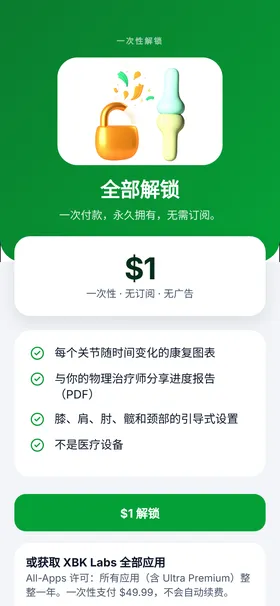 一次性解锁
全部解锁
一次付款，永久拥有，无需订阅。
$1
一次性 · 无订阅 · 无广告
每个关节随时间变化的康复图表
与你的物理治疗师分享进度报告
（PDF）
膝、肩、肘、髋和颈部的引导式设置
不是医疗设备
$1 解锁
或获取 XBK Labs 全部应用
All-Apps 许可：所有应用（含 Ultra Premium）整
整一年。一次性支付 $49.99，不会自动续费。